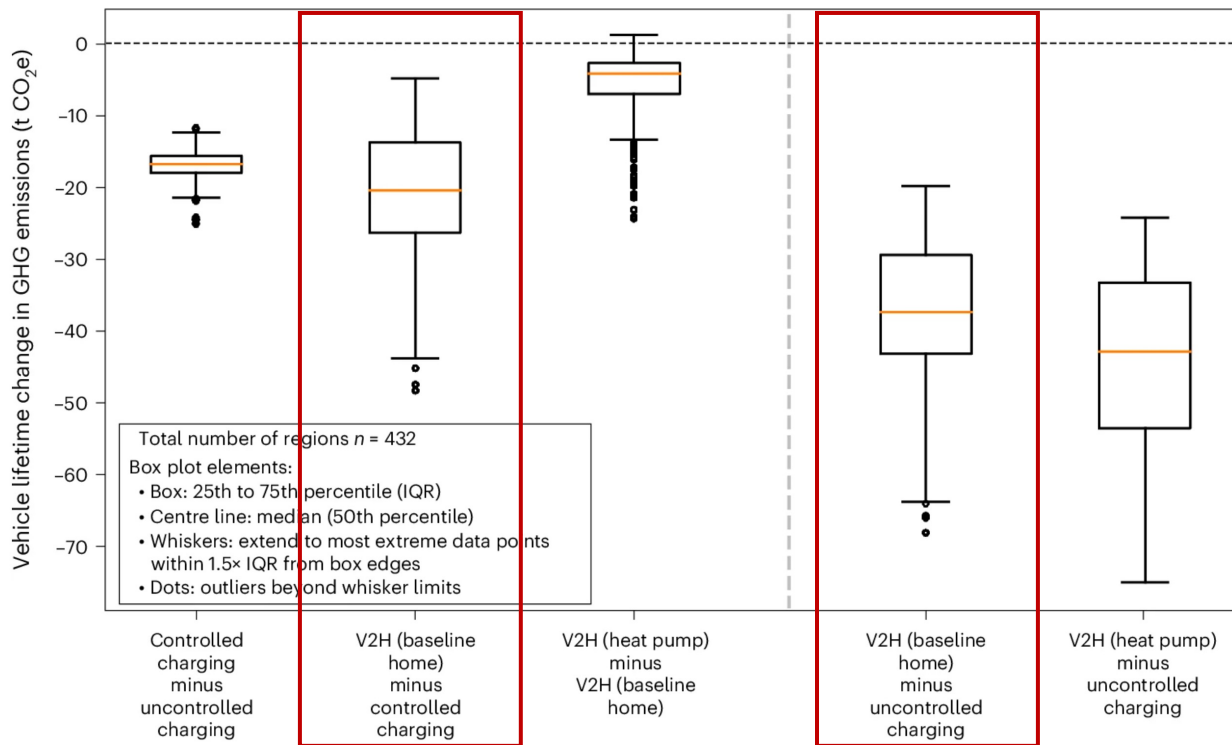 Vehicle lifetime change in GHG emissions (t CO₂e)
0
–10
–20
–30
–40
–50
–60
–70
Total number of regions n = 432
Box plot elements:
• Box: 25th to 75th percentile (IQR)
• Centre line: median (50th percentile)
• Whiskers: extend to most extreme data points
within 1.5× IQR from box edges
• Dots: outliers beyond whisker limits
Controlled
charging
minus
uncontrolled
charging
V2H (baseline
home)
minus
controlled
charging
V2H (heat pump)
minus
V2H (baseline
home)
V2H (baseline
home)
minus
uncontrolled
charging
V2H (heat pump)
minus
uncontrolled
charging